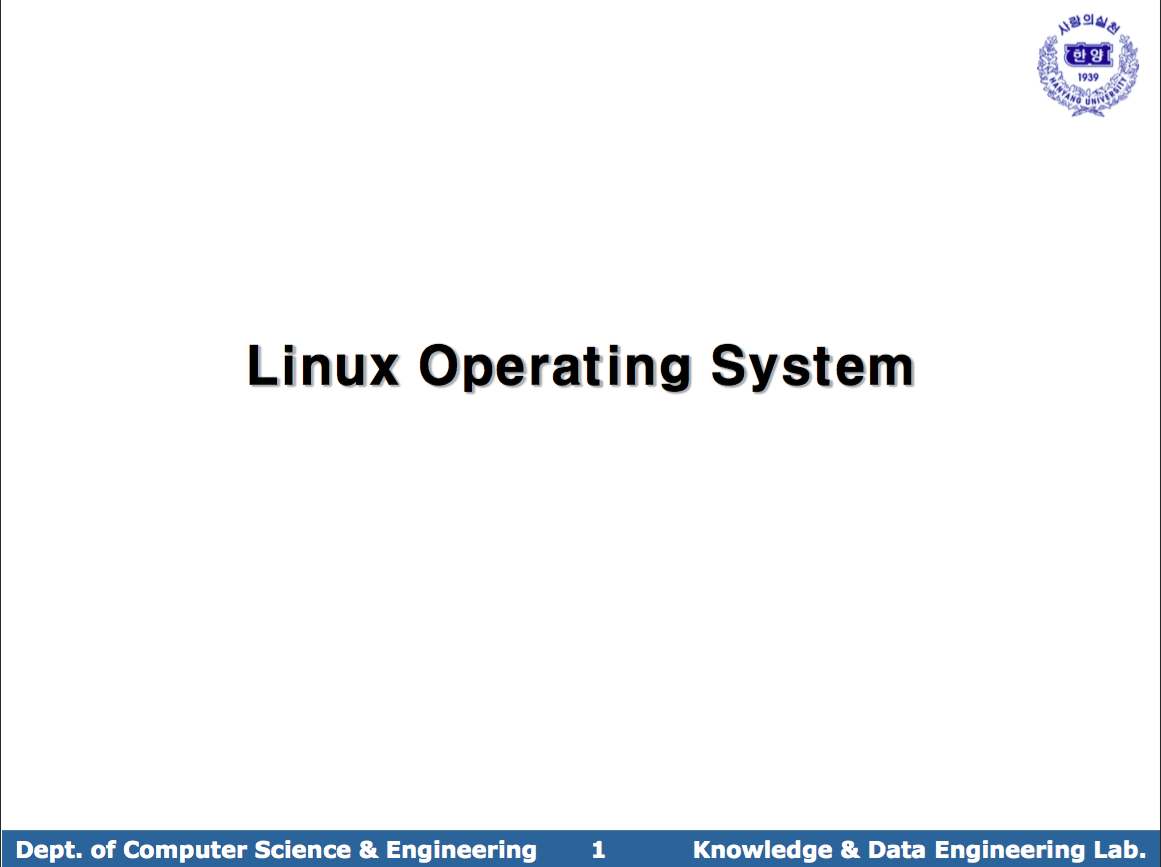 사랑의실천
한양
1939
HANYANG UNIVERSITY
Linux Operating System
Dept. of Computer Science & Engineering 1 Knowledge & Data Engineering Lab.